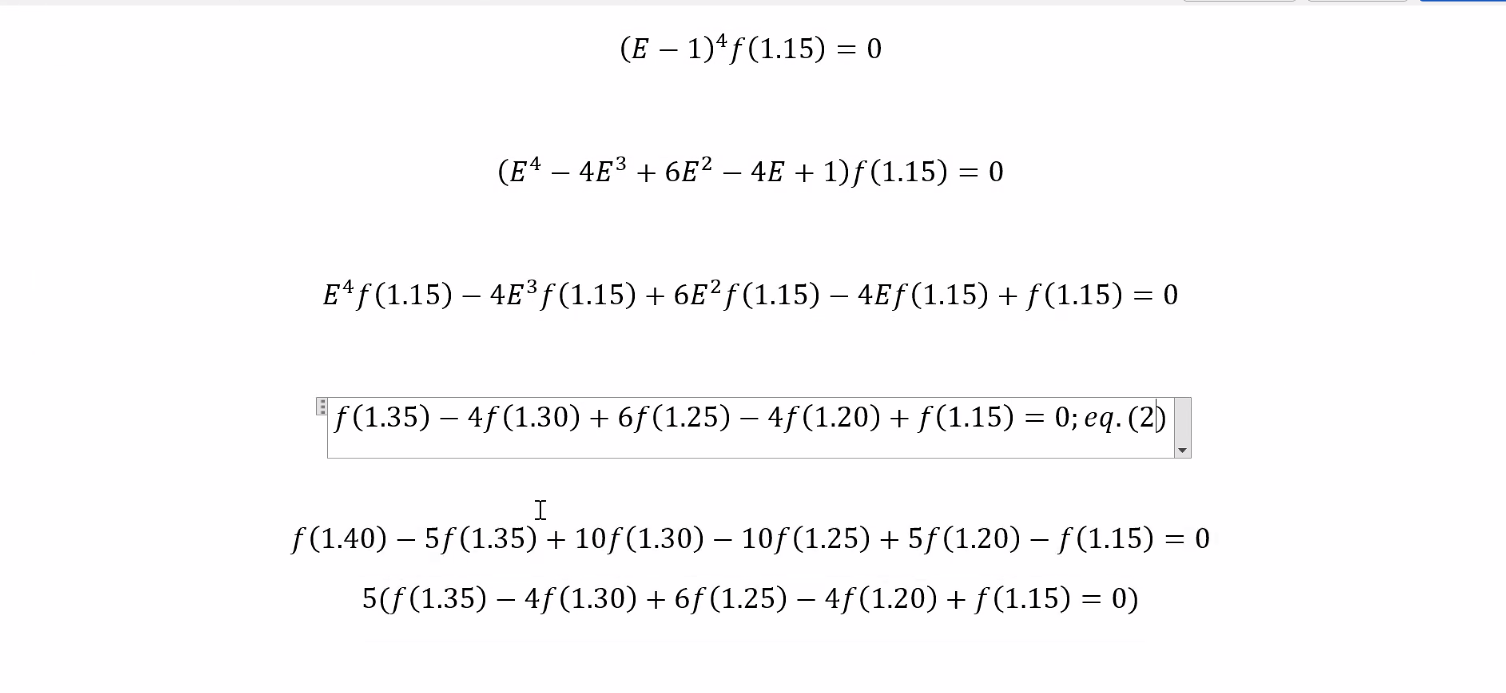 (E − 1)⁴f(1.15) = 0
(E⁴ − 4E³ + 6E² − 4E + 1)f(1.15) = 0
E⁴f(1.15) − 4E³f(1.15) + 6E²f(1.15) − 4Ef(1.15) + f(1.15) = 0
f(1.35) − 4f(1.30) + 6f(1.25) − 4f(1.20) + f(1.15) = 0; eq. (2)
f(1.40) − 5f(1.35) + 10f(1.30) − 10f(1.25) + 5f(1.20) − f(1.15) = 0
5(f(1.35) − 4f(1.30) + 6f(1.25) − 4f(1.20) + f(1.15) = 0)